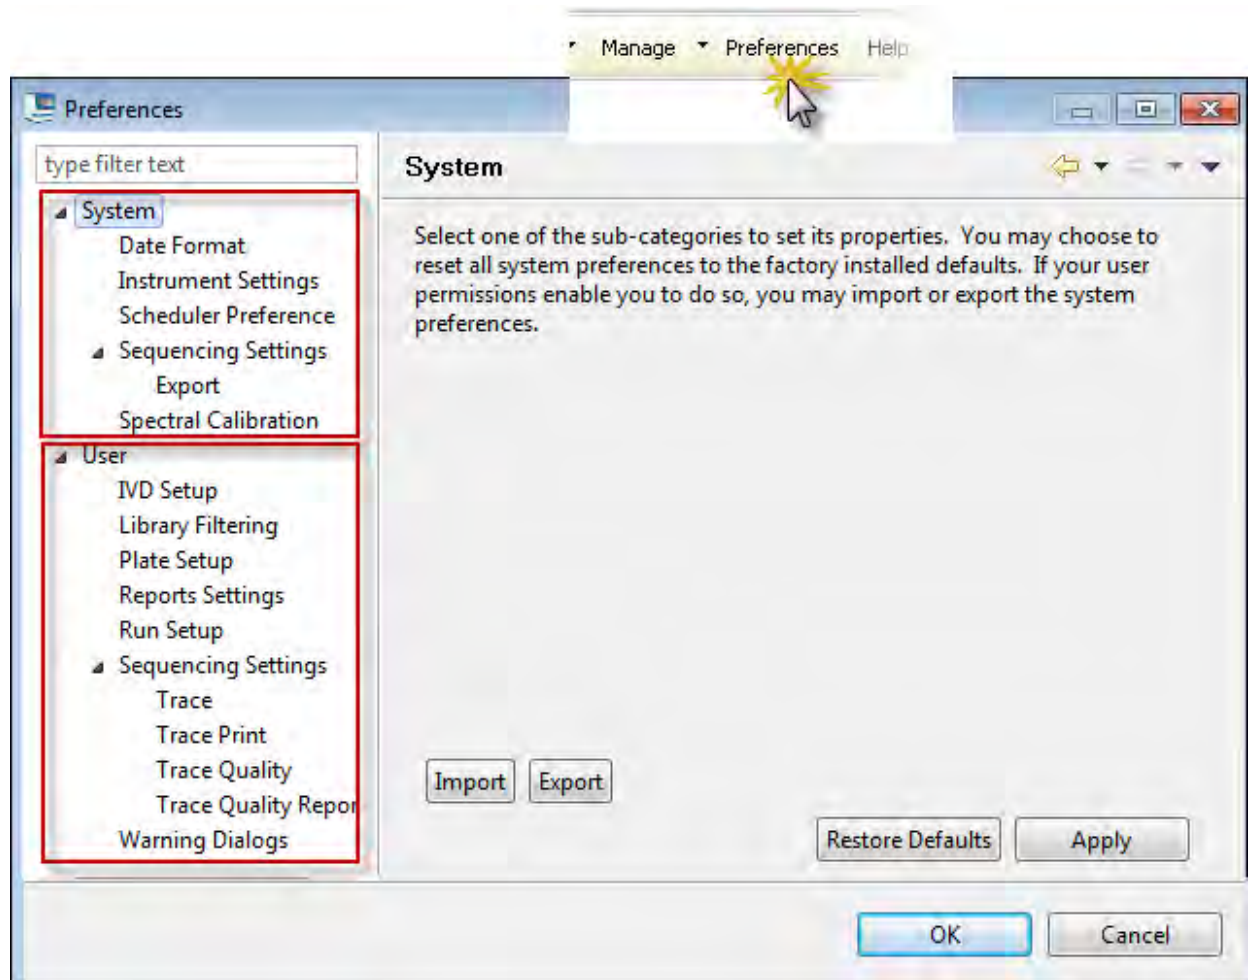 Manage Preferences Help
Preferences
type filter text
System
Date Format
Instrument Settings
Scheduler Preference
Sequencing Settings
Export
Spectral Calibration
User
IVD Setup
Library Filtering
Plate Setup
Reports Settings
Run Setup
Sequencing Settings
Trace
Trace Print
Trace Quality
Trace Quality Repor
Warning Dialogs
System
Select one of the sub-categories to set its properties. You may choose to
reset all system preferences to the factory installed defaults. If your user
permissions enable you to do so, you may import or export the system
preferences.
Import Export
Restore Defaults Apply
OK Cancel